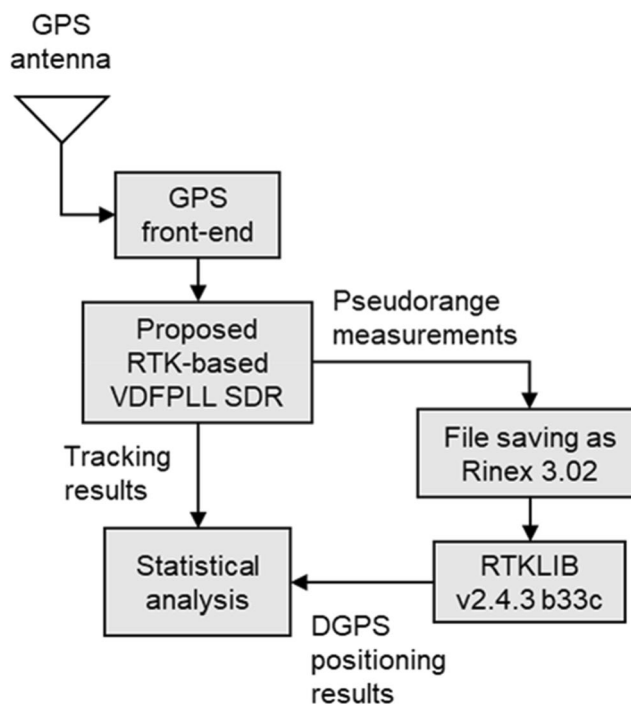 GPS
antenna
GPS
front-end
Proposed
RTK-based
VDFPLL SDR
Pseudorange
measurements
Tracking
results
File saving as
Rinex 3.02
Statistical
analysis
RTKLIB
v2.4.3 b33c
DGPS
positioning
results